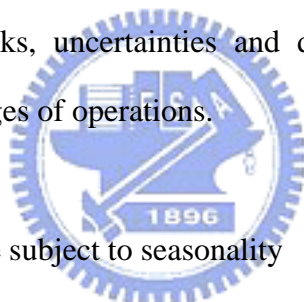 ks, uncertainties and
ges of operations.
1896
subject to seasonality